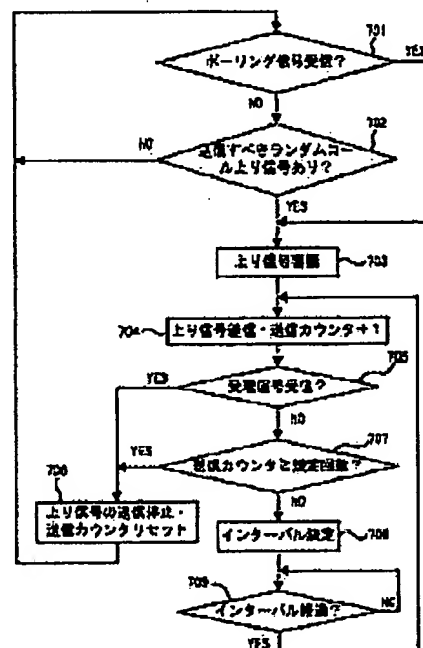 701
ポーリング信号受信?
YES
NO
702
送信すべきランダムコー
ル上り信号あり?
NO
YES
上り信号蓄積
703
704
上り信号送信・送信カウンタ+1
705
受理信号受信?
YES
NO
707
送信カウンタ≧規定回数?
YES
NO
706
上り信号の送信停止・
送信カウンタリセット
インターバル設定
708
709
インターバル経過?
NO
YES